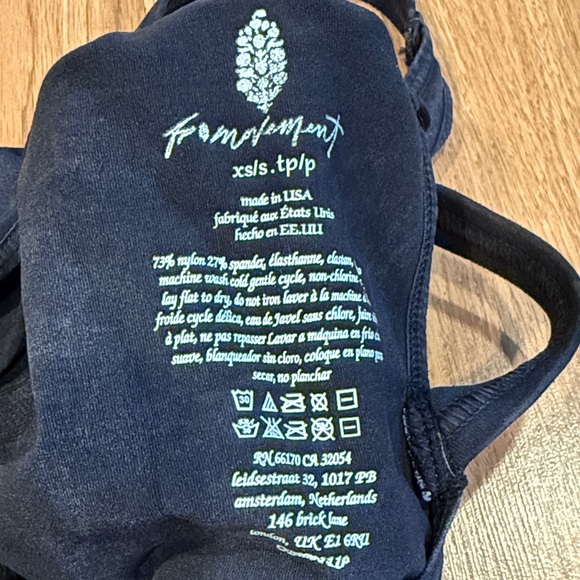 movement
xs/s . tp/p
made in USA
fabriqué aux États Unis
hecho en EE.UU
73% nylon 27% spandex, élasthanne, elastan
machine wash cold gentle cycle, non-chlorine
lay flat to dry, do not iron laver à la machine à
froide cycle délica, eau de Javel sans chlore, faire
à plat, ne pas repasser Lavar a máquina en frío
suave, blanqueador sin cloro, coloque en plano
secar, no planchar
30
30
RN 66170 CA 32054
leidsestraat 32, 1017 PB
amsterdam, Netherlands
146 brick lane
london, UK E1 6RU